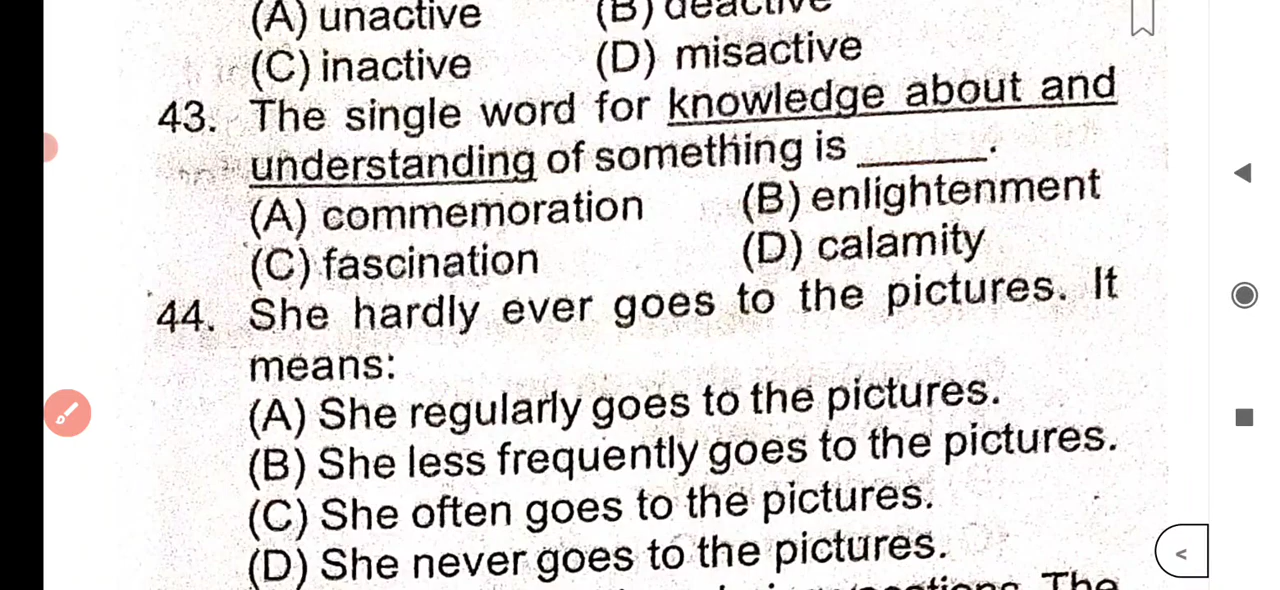 (A) unactive (B) deactive
(C) inactive (D) misactive
43. The single word for knowledge about and
understanding of something is ______.
(A) commemoration (B) enlightenment
(C) fascination (D) calamity
44. She hardly ever goes to the pictures. It
means:
(A) She regularly goes to the pictures.
(B) She less frequently goes to the pictures.
(C) She often goes to the pictures.
(D) She never goes to the pictures.
The